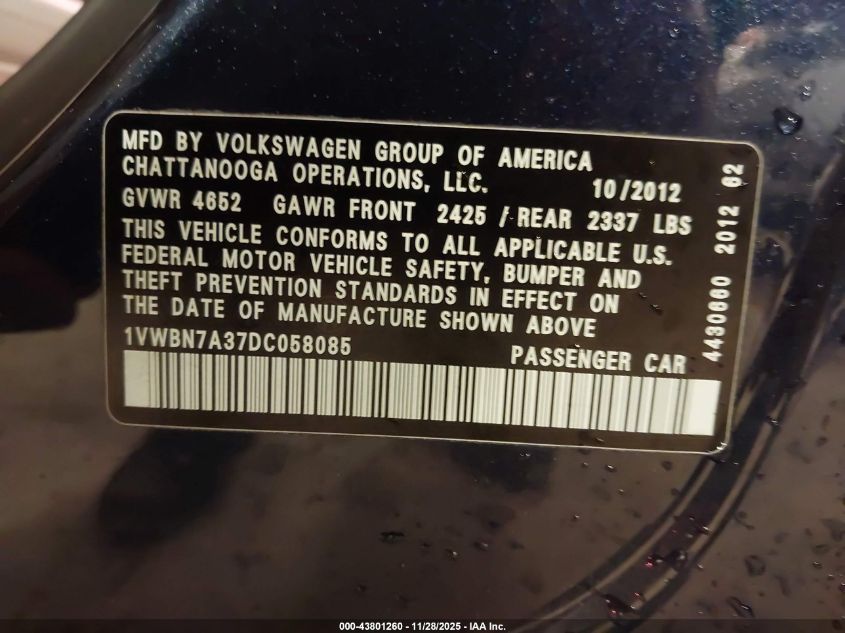 MFD BY VOLKSWAGEN GROUP OF AMERICA
CHATTANOOGA OPERATIONS, LLC. 10/2012
GVWR 4652 GAWR FRONT 2425 / REAR 2337 LBS
THIS VEHICLE CONFORMS TO ALL APPLICABLE U.S.
FEDERAL MOTOR VEHICLE SAFETY, BUMPER AND
THEFT PREVENTION STANDARDS IN EFFECT ON
THE DATE OF MANUFACTURE SHOWN ABOVE
1VWBN7A37DC058085 PASSENGER CAR
4430660 2012 62
000-43801260 - 11/28/2025 - IAA Inc.